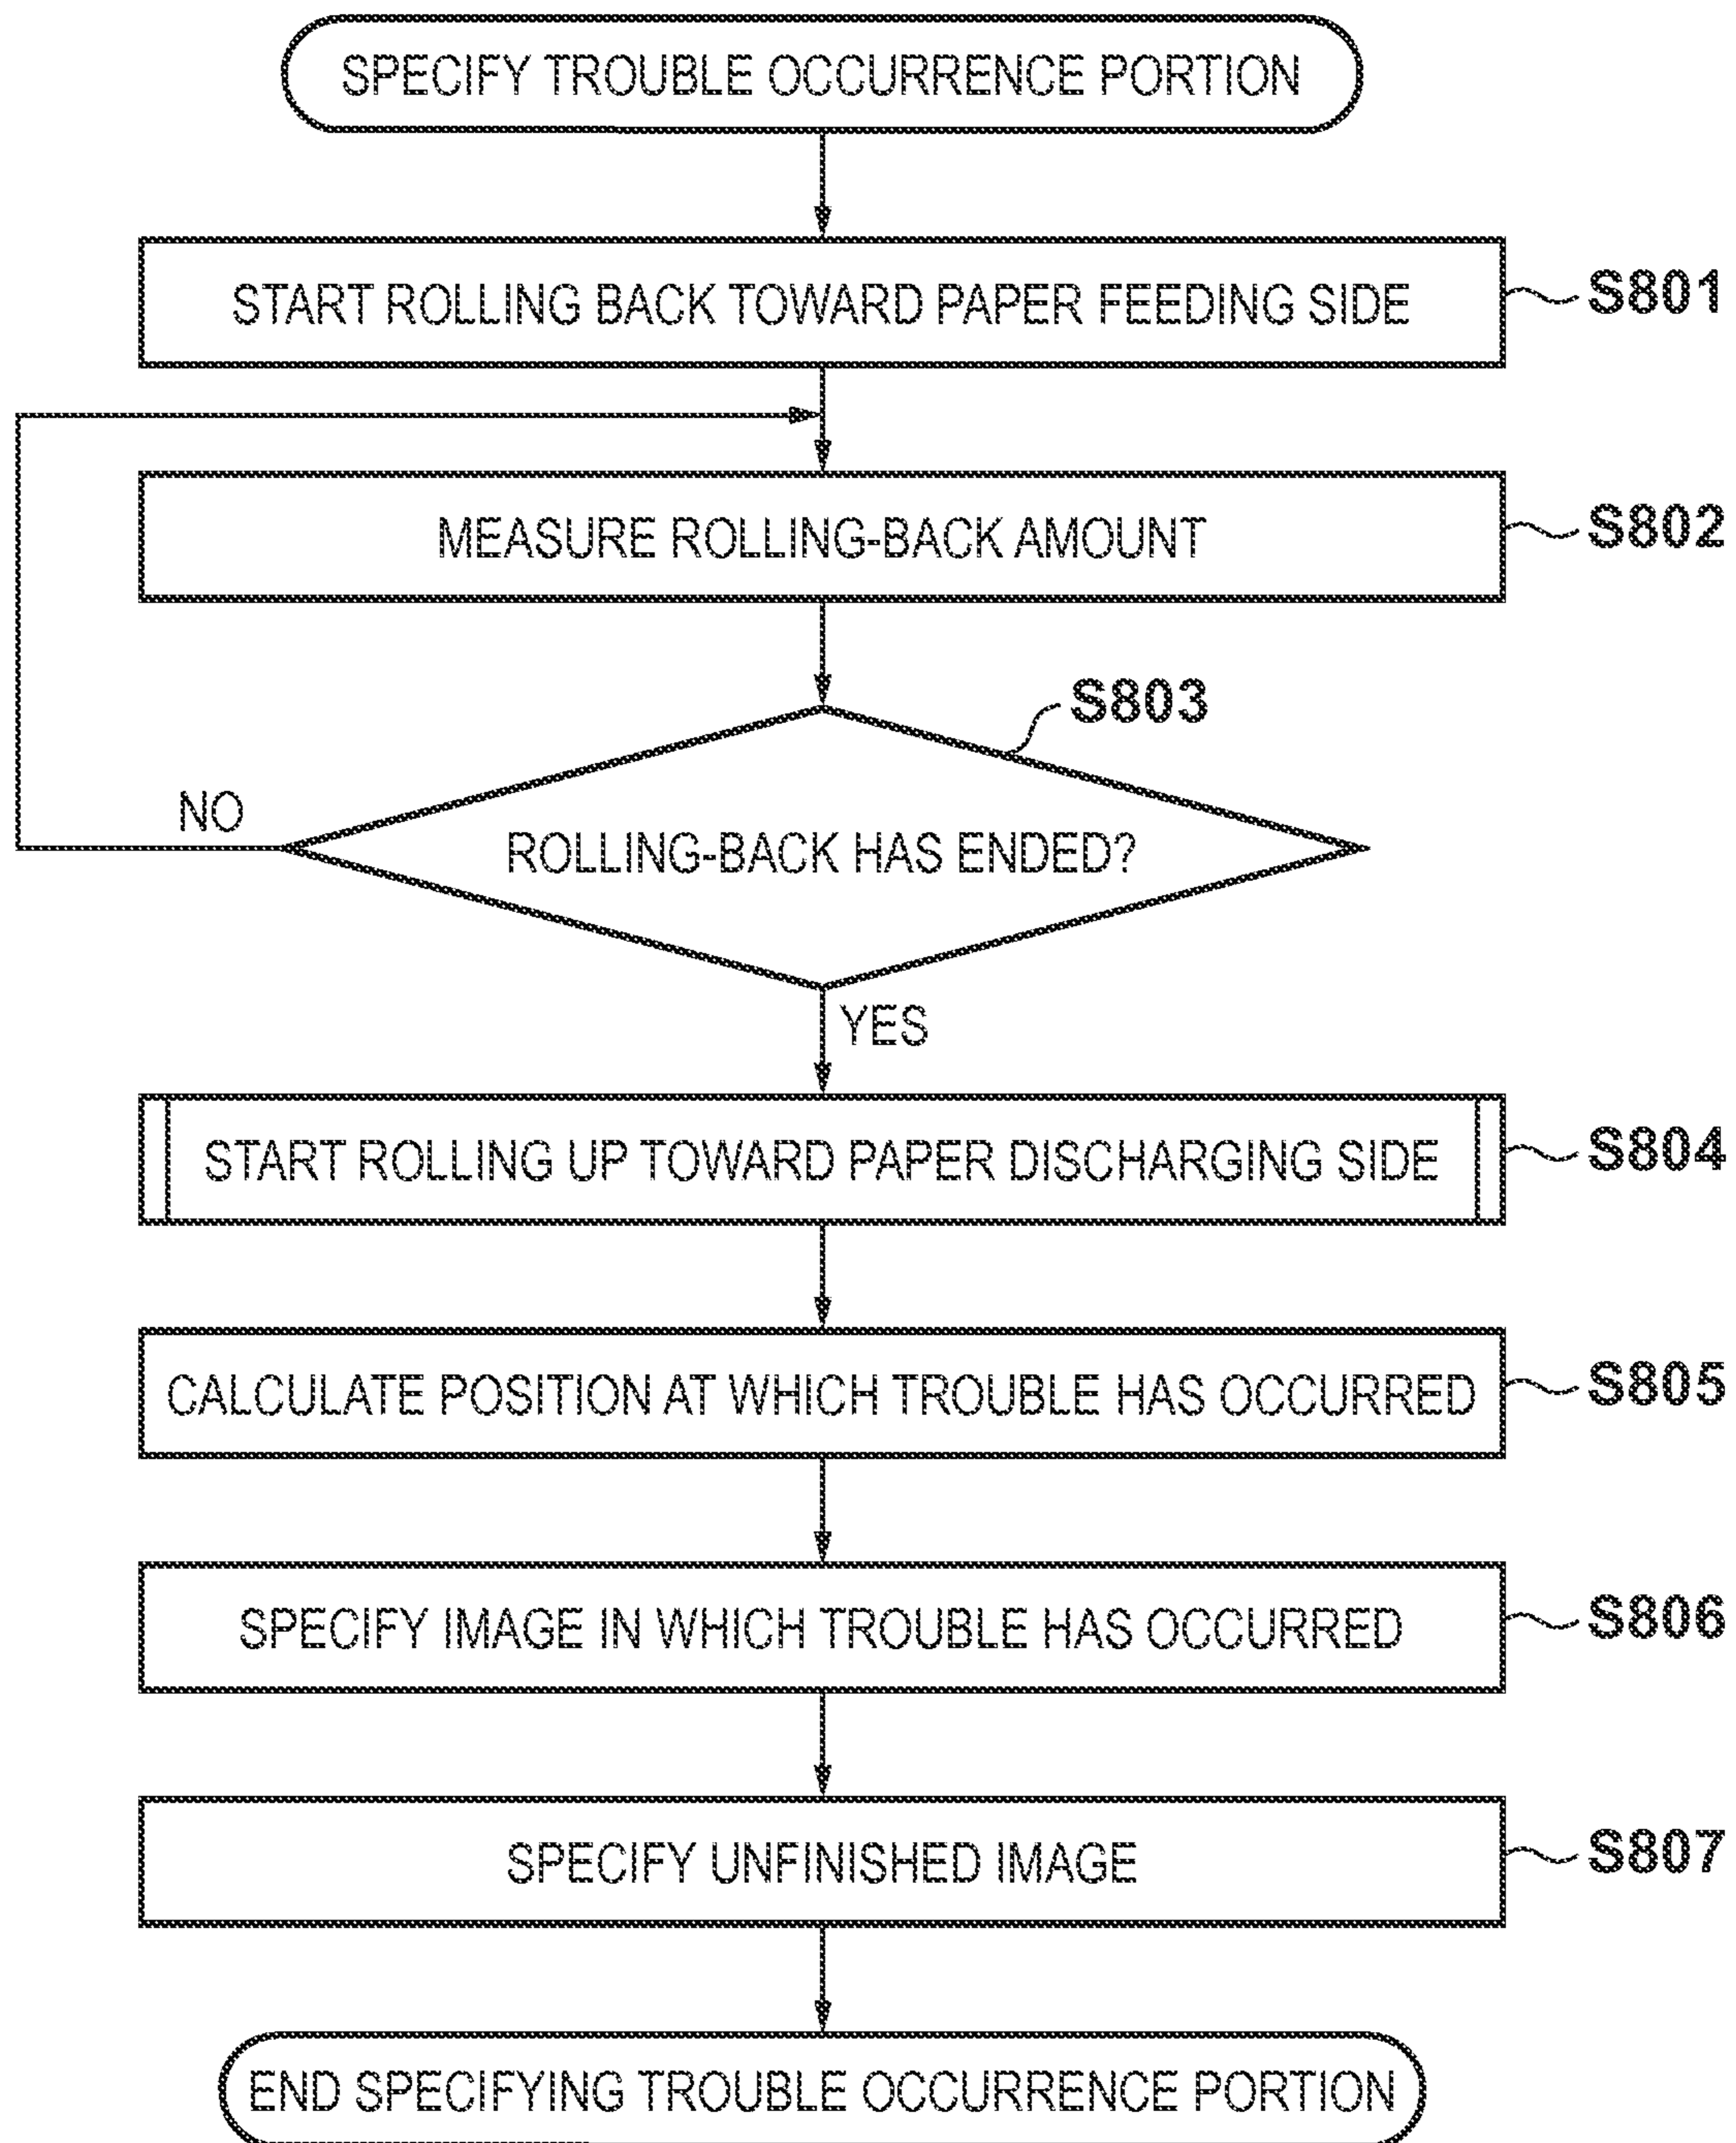 SPECIFY TROUBLE OCCURRENCE PORTION
START ROLLING BACK TOWARD PAPER FEEDING SIDE
S801
MEASURE ROLLING-BACK AMOUNT
S802
S803
NO
ROLLING-BACK HAS ENDED?
YES
START ROLLING UP TOWARD PAPER DISCHARGING SIDE
S804
CALCULATE POSITION AT WHICH TROUBLE HAS OCCURRED
S805
SPECIFY IMAGE IN WHICH TROUBLE HAS OCCURRED
S806
SPECIFY UNFINISHED IMAGE
S807
END SPECIFYING TROUBLE OCCURRENCE PORTION